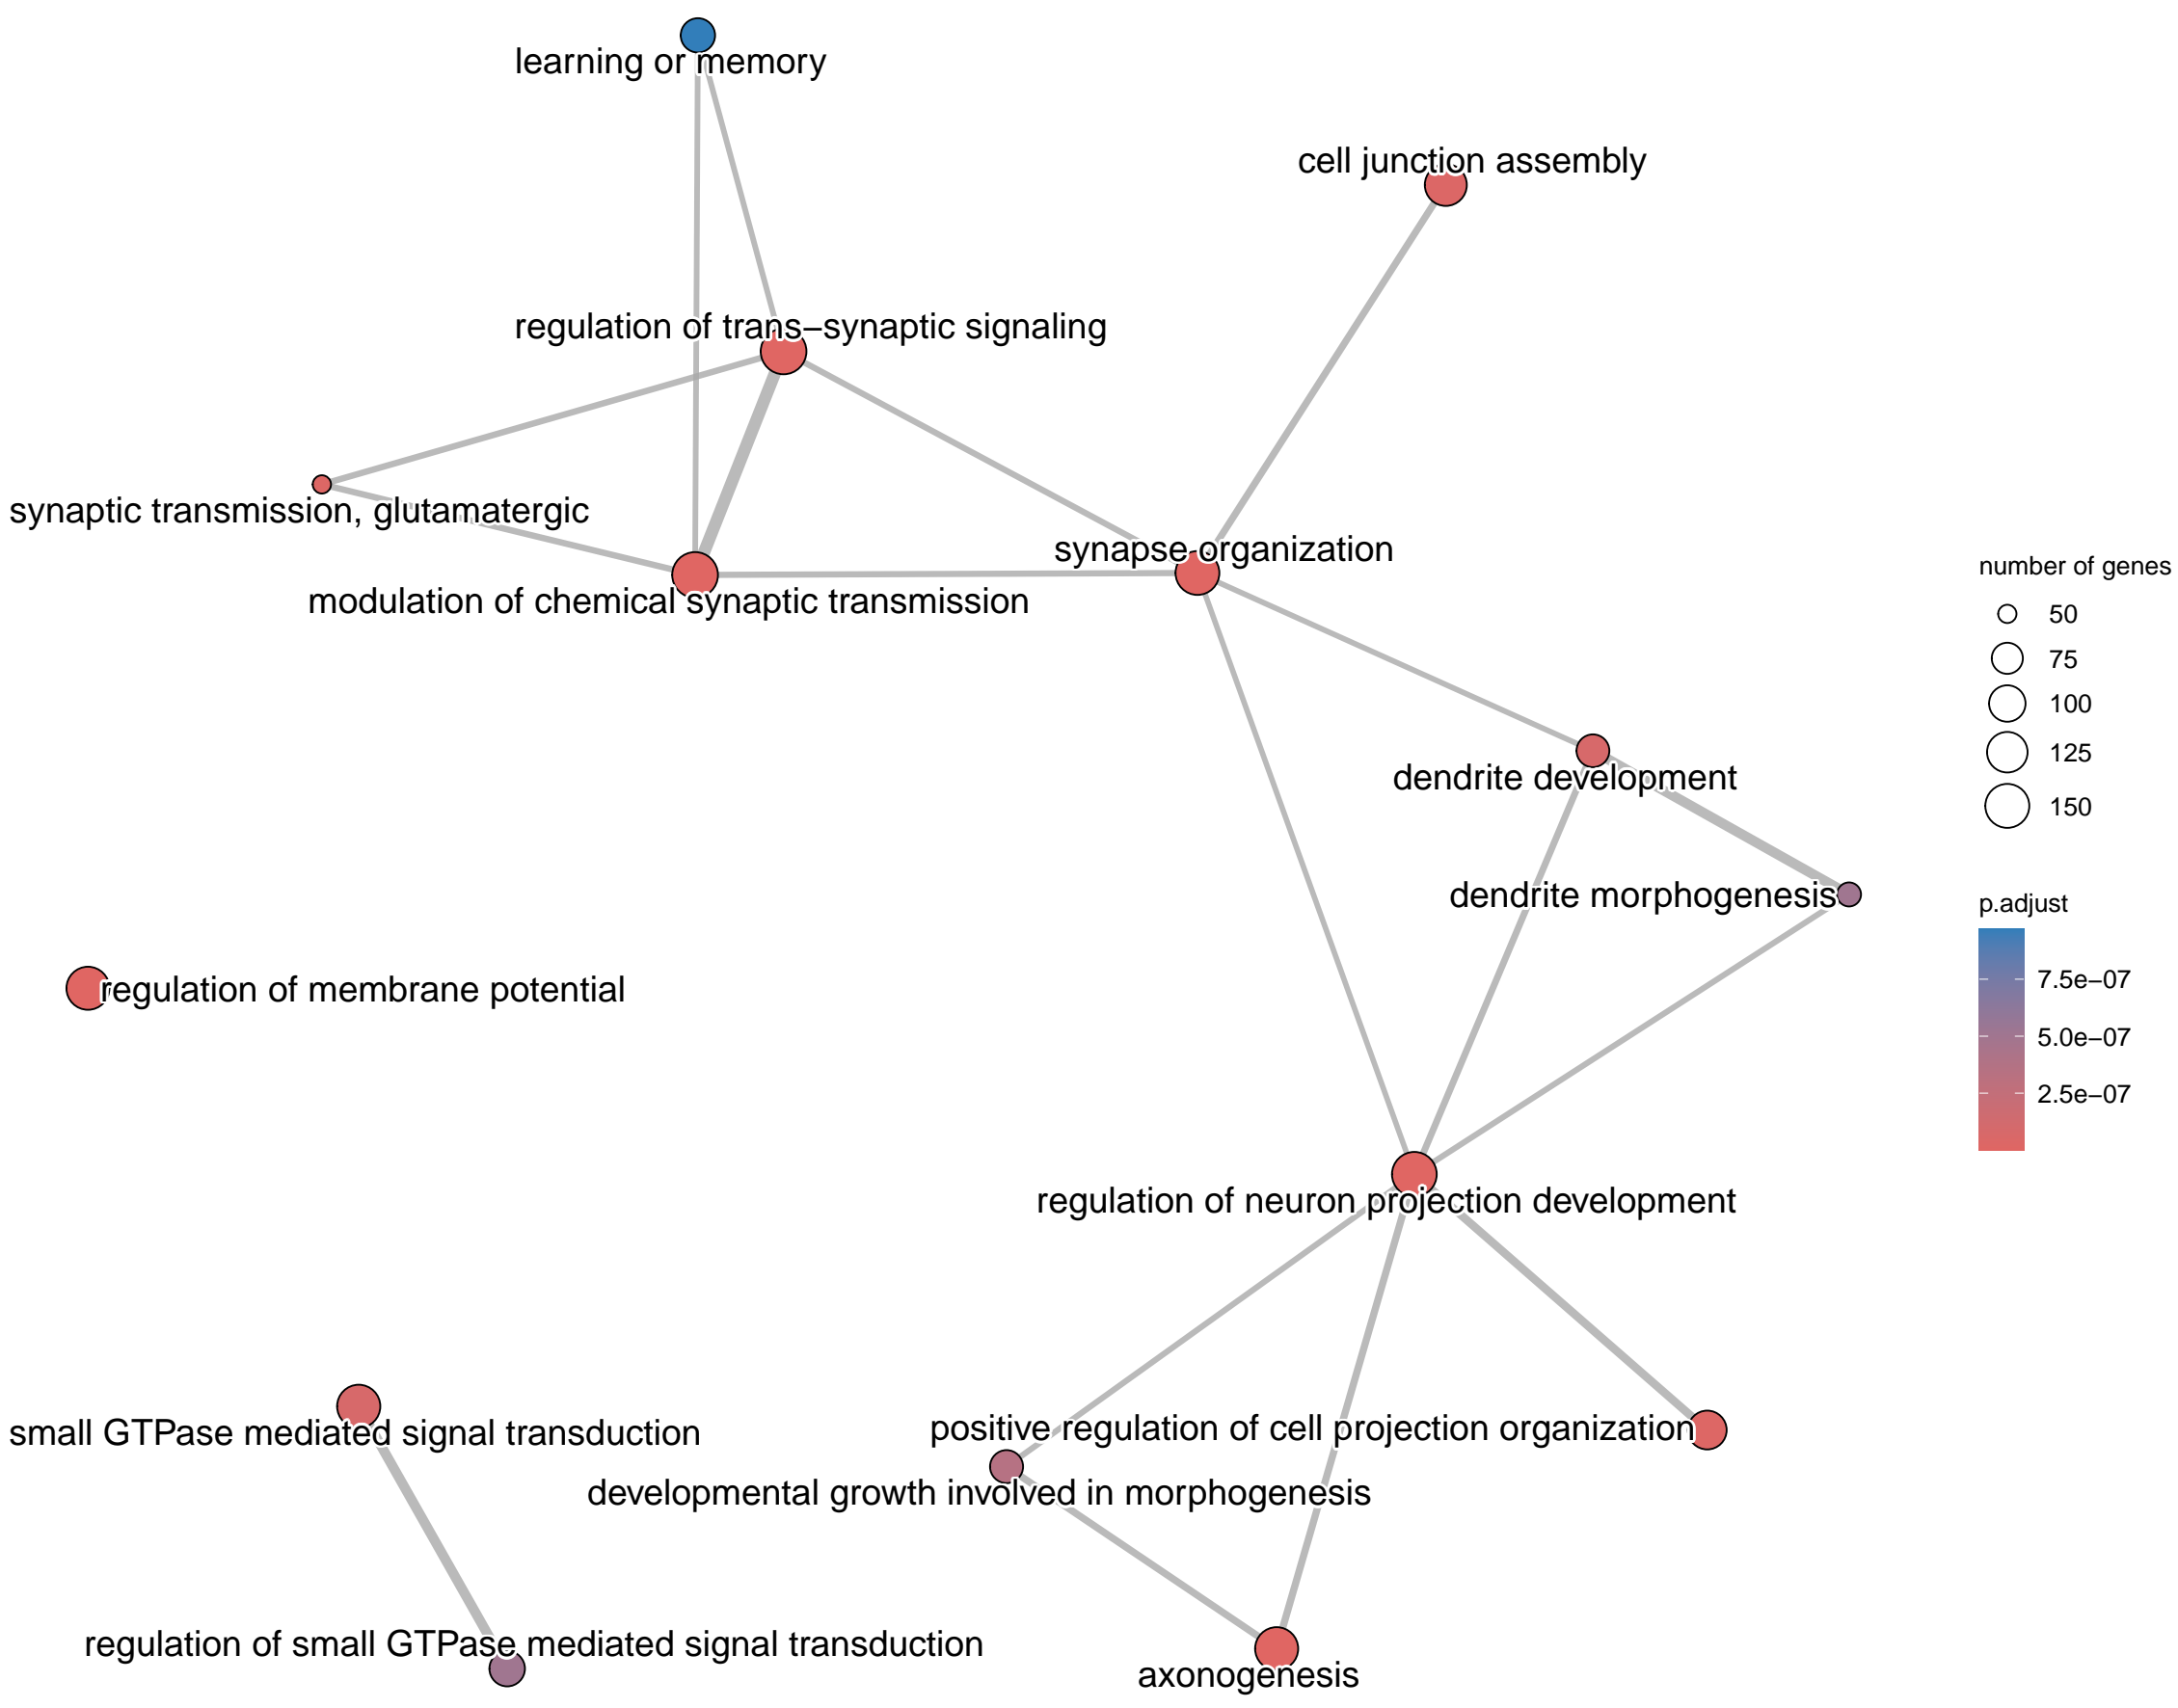 learning or memory
cell junction assembly
regulation of trans−synaptic signaling
synaptic transmission, glutamatergic
synapse organization
modulation of chemical synaptic transmission
dendrite development
dendrite morphogenesis
regulation of membrane potential
regulation of neuron projection development
small GTPase mediated signal transduction
positive regulation of cell projection organization
developmental growth involved in morphogenesis
regulation of small GTPase mediated signal transduction
axonogenesis
number of genes
50
75
100
125
150
p.adjust
7.5e−07
5.0e−07
2.5e−07